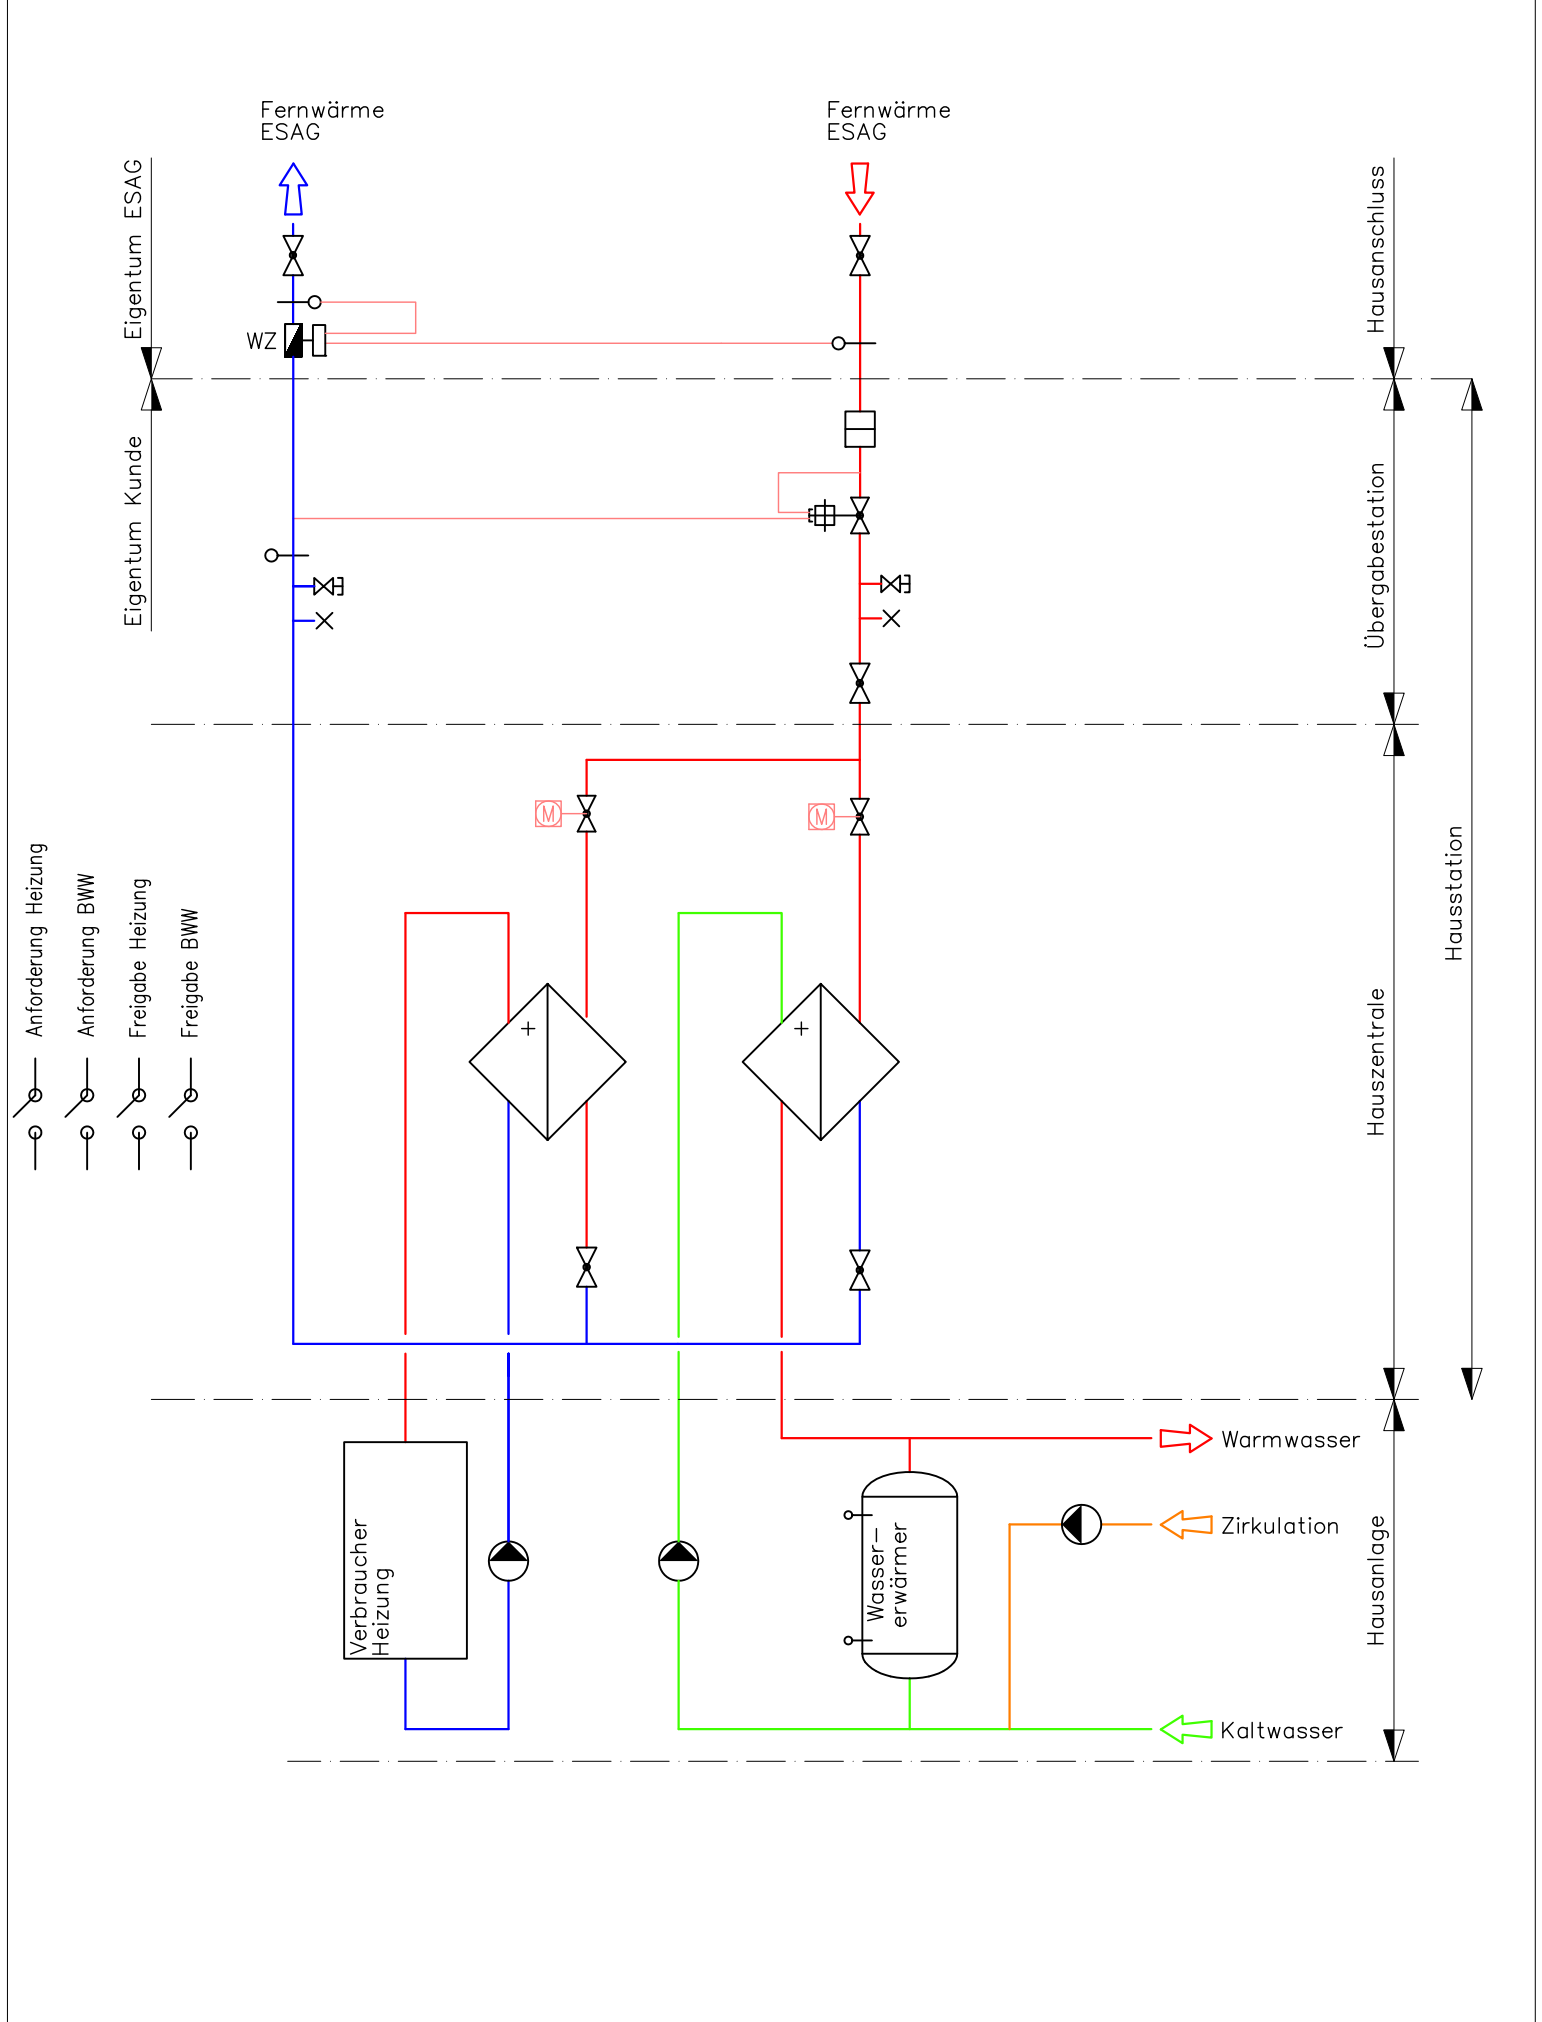 Fernwärme
ESAG
Fernwärme
ESAG
Eigentum ESAG
Eigentum Kunde
WZ
Hausanschluss
Übergabestation
Hauszentrale
Hausstation
Hausanlage
M
M
Anforderung Heizung
Anforderung BWW
Freigabe Heizung
Freigabe BWW
+
+
Verbraucher
Heizung
Wasser-
erwärmer
Warmwasser
Zirkulation
Kaltwasser